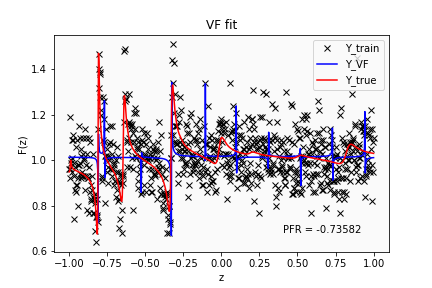 VF fit
Y_train
Y_VF
Y_true
F(z)
1.4
1.2
1.0
0.8
0.6
PFR = -0.73582
−1.00 −0.75 −0.50 −0.25 0.00 0.25 0.50 0.75 1.00
z